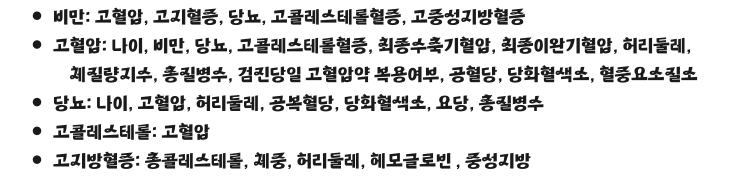 • 비만: 고혈압, 고지혈증, 당뇨, 고콜레스테롤혈증, 고중성지방혈증
• 고혈압: 나이, 비만, 당뇨, 고콜레스테롤혈증, 최종수축기혈압, 최종이완기혈압, 허리둘레,
체질량지수, 총질병수, 검진당일 고혈압약 복용여부, 공혈당, 당화혈색소, 혈중요소질소
• 당뇨: 나이, 고혈압, 허리둘레, 공복혈당, 당화혈색소, 요당, 총질병수
• 고콜레스테롤: 고혈압
• 고지방혈증: 총콜레스테롤, 체중, 허리둘레, 헤모글로빈 , 중성지방